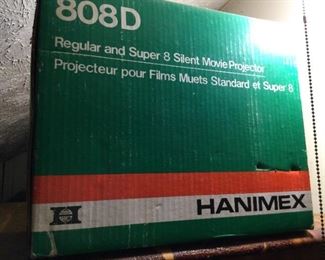 808D
Regular and Super 8 Silent Movie Projector
Projecteur pour Films Muets Standard et Super 8
HANIMEX